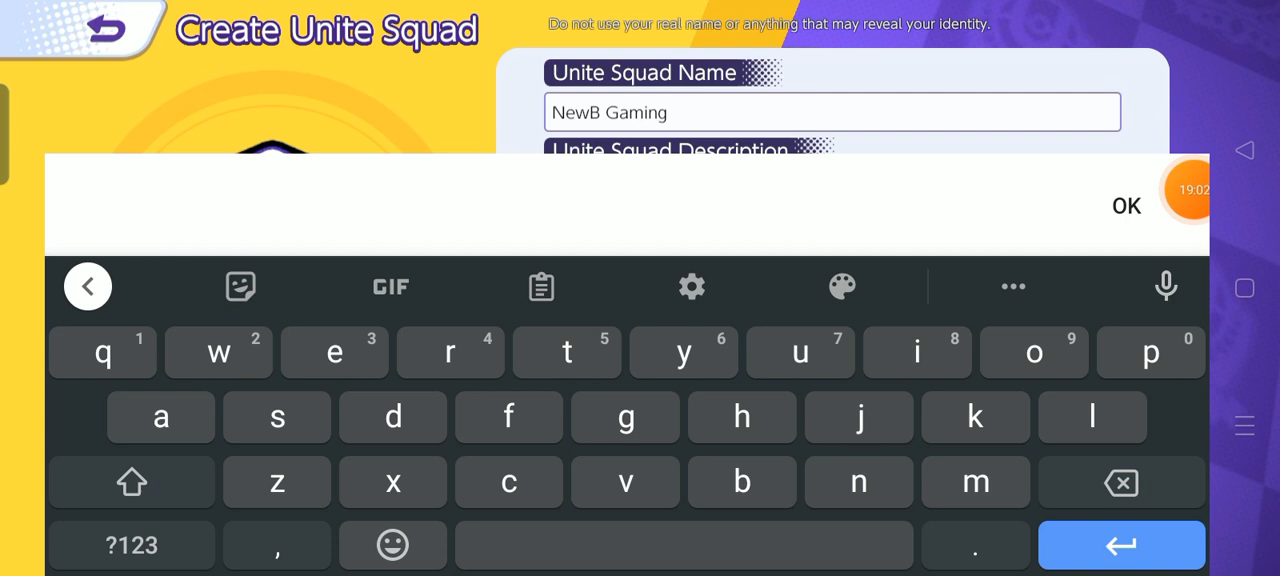 Create Unite Squad
Do not use your real name or anything that may reveal your identity.
Unite Squad Name
NewB Gaming
Unite Squad Description
OK
19:02
GIF
q 1 w 2 e 3 r 4 t 5 y 6 u 7 i 8 o 9 p 0
a s d f g h j k l
z x c v b n m
?123 , .